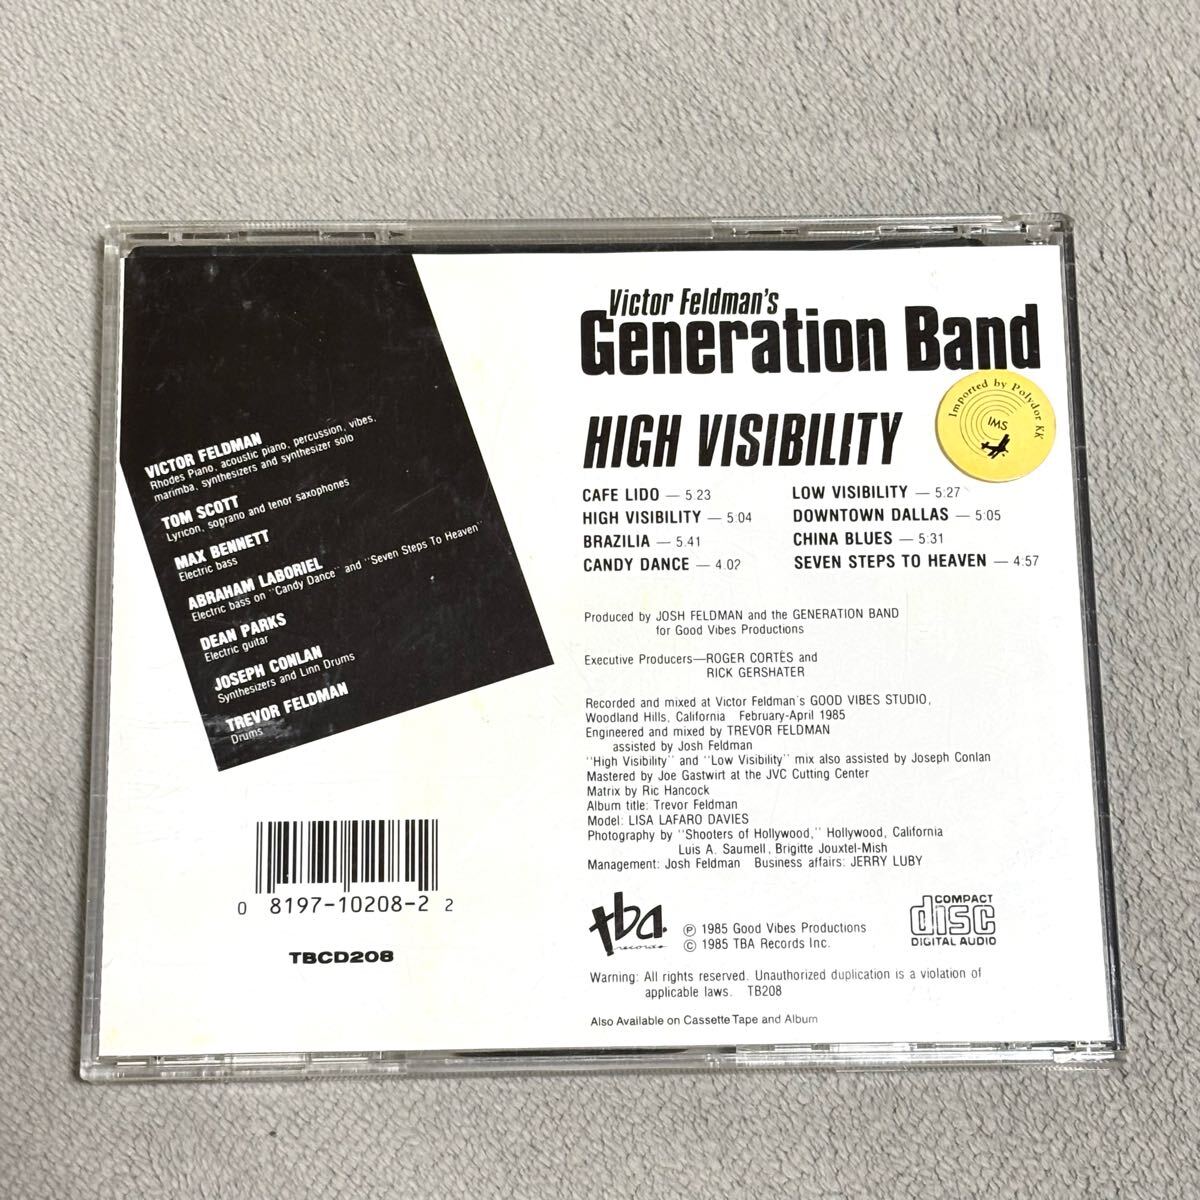 VICTOR FELDMAN
Rhodes Piano, acoustic piano, percussion, vibes,
marimba, synthesizers and synthesizer solo
TOM SCOTT
Lyricon, soprano and tenor saxophones
MAX BENNETT
Electric bass
ABRAHAM LABORIEL
Electric bass on "Candy Dance" and "Seven Steps To Heaven"
DEAN PARKS
Electric guitar
JOSEPH CONLAN
Synthesizers and Linn Drums
TREVOR FELDMAN
Drums
0 8197-10208-2 2
TBCD208
Victor Feldman's
Generation Band
Imported by Polydor KK
IMS
HIGH VISIBILITY
CAFE LIDO — 5:23
HIGH VISIBILITY — 5:04
BRAZILIA — 5:41
CANDY DANCE — 4:02
LOW VISIBILITY — 5:27
DOWNTOWN DALLAS — 5:05
CHINA BLUES — 5:31
SEVEN STEPS TO HEAVEN — 4:57
Produced by JOSH FELDMAN and the GENERATION BAND
for Good Vibes Productions
Executive Producers—ROGER CORTÈS and
RICK GERSHATER
Recorded and mixed at Victor Feldman's GOOD VIBES STUDIO,
Woodland Hills, California February-April 1985
Engineered and mixed by TREVOR FELDMAN
assisted by Josh Feldman
"High Visibility" and "Low Visibility" mix also assisted by Joseph Conlan
Mastered by Joe Gastwirt at the JVC Cutting Center
Matrix by Ric Hancock
Album title: Trevor Feldman
Model: LISA LAFARO DAVIES
Photography by "Shooters of Hollywood," Hollywood, California
Luis A. Saumell, Brigitte Jouxtel-Mish
Management: Josh Feldman Business affairs: JERRY LUBY
tba
records
℗ 1985 Good Vibes Productions
© 1985 TBA Records Inc.
COMPACT
disc
DIGITAL AUDIO
Warning: All rights reserved. Unauthorized duplication is a violation of
applicable laws. TB208
Also Available on Cassette Tape and Album